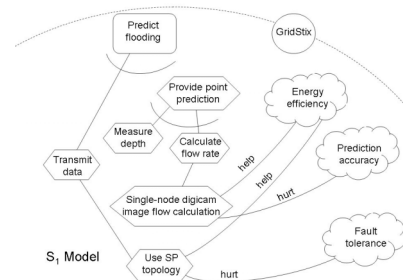 Predict
flooding
GridStix
Provide point
prediction
Energy
efficiency
Measure
depth
Calculate
flow rate
Prediction
accuracy
Transmit
data
help
help
hurt
Single-node digicam
image flow calculation
Fault
tolerance
S₁ Model
Use SP
topology
hurt